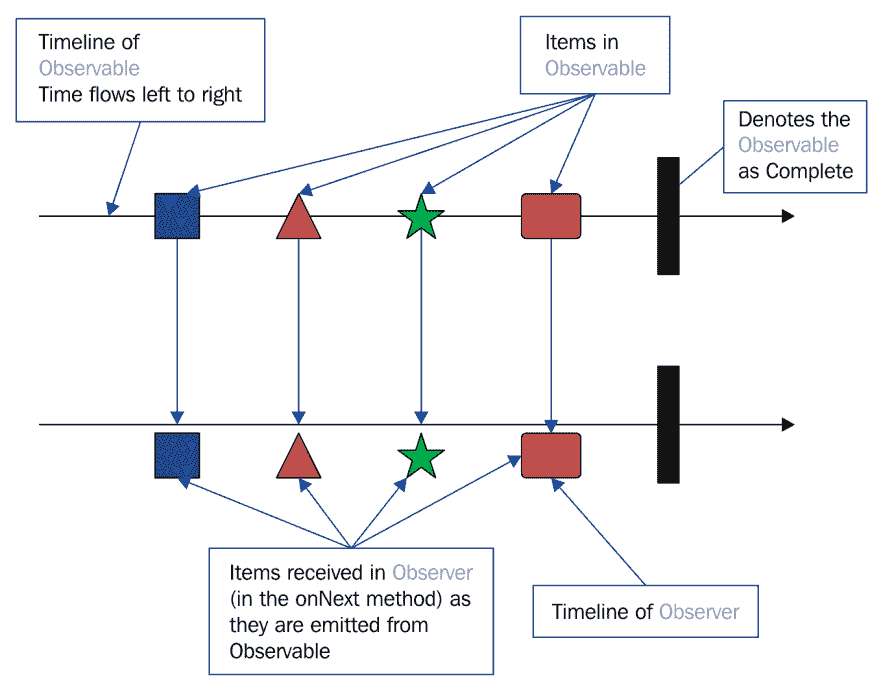 Timeline of
Observable
Time flows left to right
Items in
Observable
Denotes the
Observable
as Complete
Items received in Observer
(in the onNext method) as
they are emitted from
Observable
Timeline of Observer